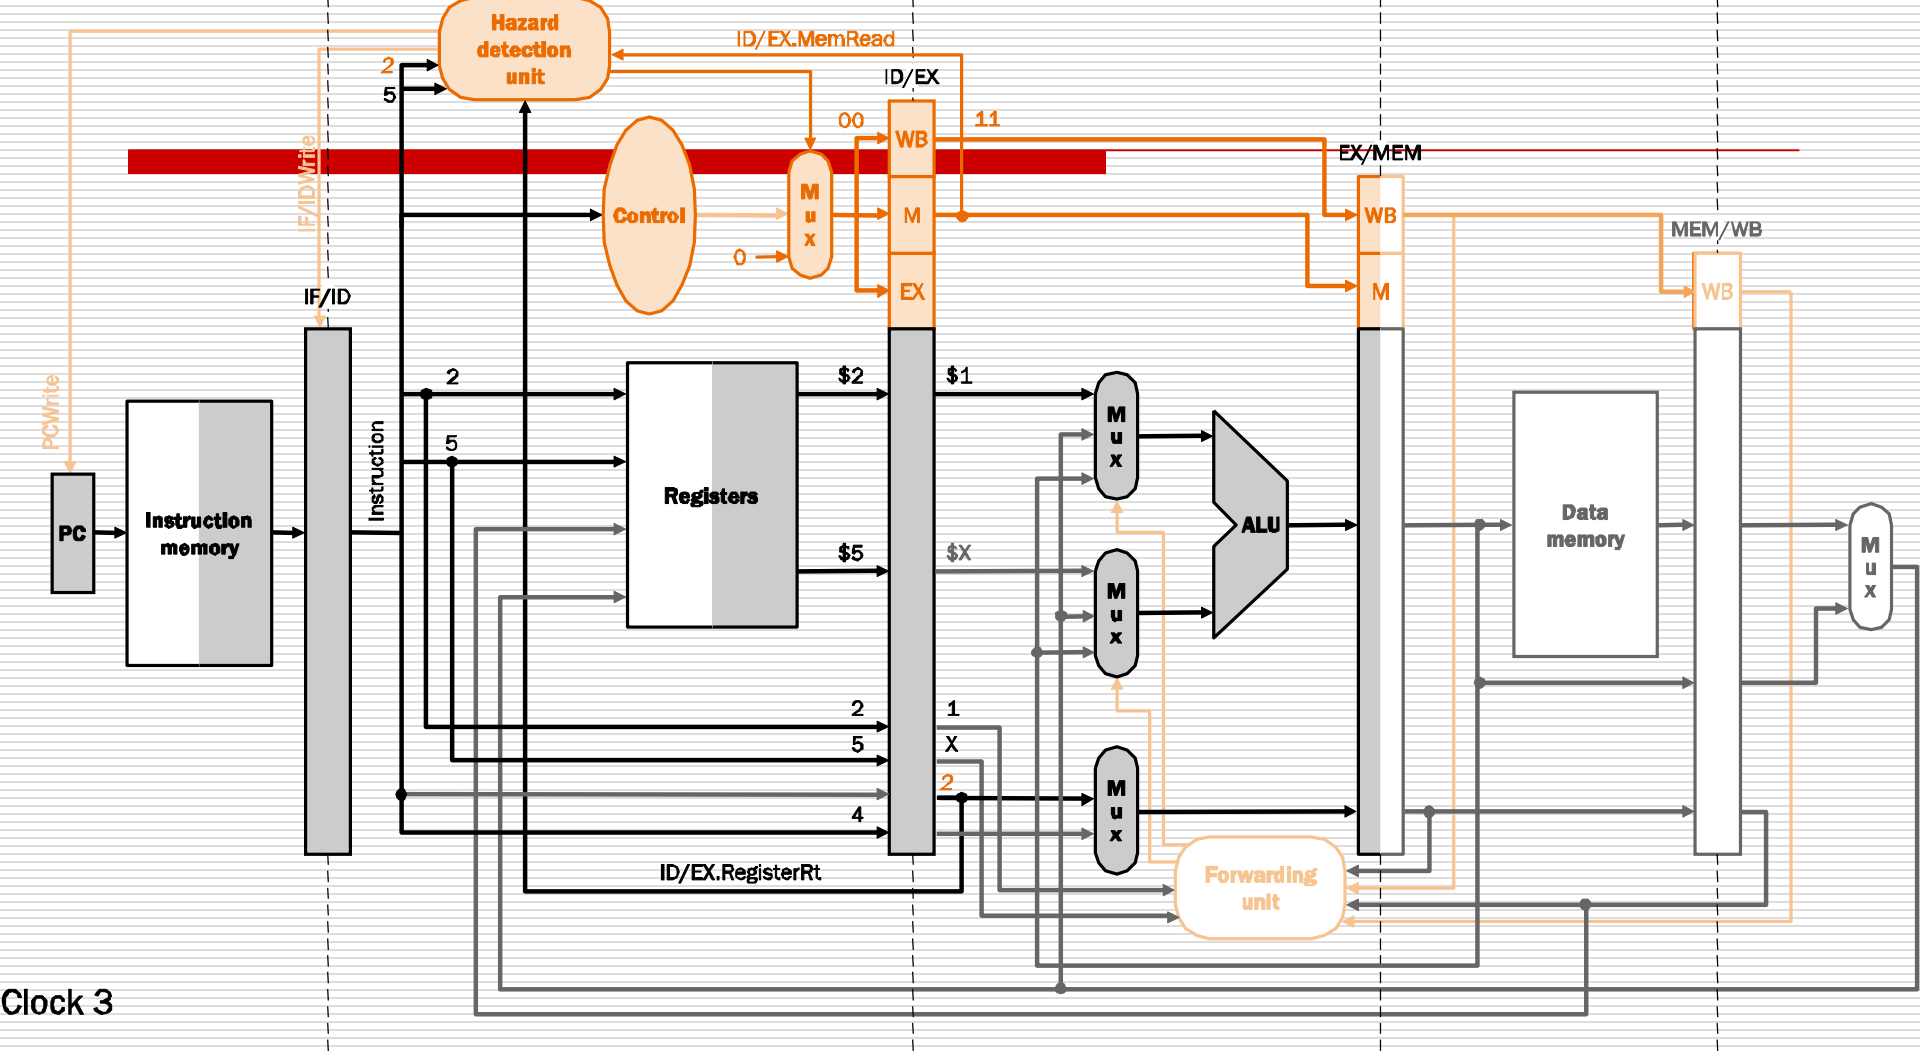 Hazard
detection
unit
ID/EX.MemRead
2
5
ID/EX
00
11
WB
IF/IDWrite
EX/MEM
M
u
x
Control
M
WB
0
MEM/WB
EX
M
WB
IF/ID
PCWrite
2
$2
$1
M
u
x
Instruction
5
Registers
PC
Instruction
memory
ALU
Data
memory
M
u
x
$5
$X
M
u
x
2
1
5
X
2
4
M
u
x
ID/EX.RegisterRt
Forwarding
unit
Clock 3